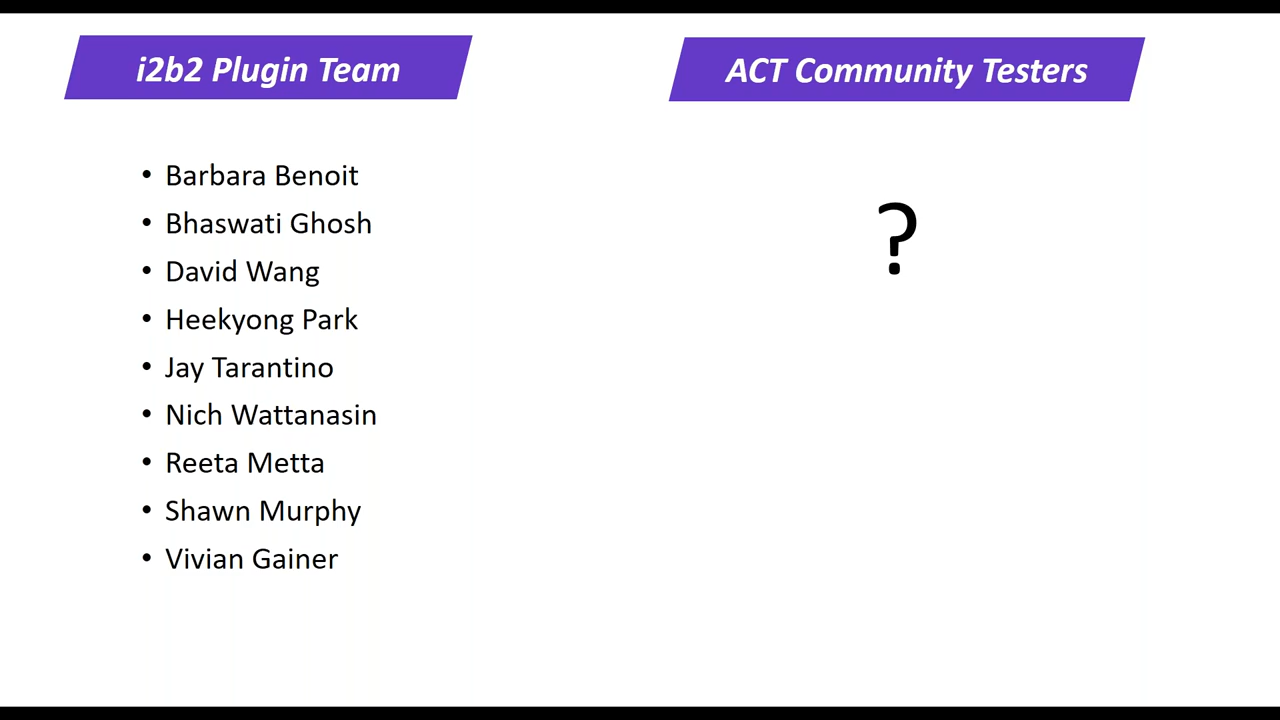 i2b2 Plugin Team
• Barbara Benoit
• Bhaswati Ghosh
• David Wang
• Heekyong Park
• Jay Tarantino
• Nich Wattanasin
• Reeta Metta
• Shawn Murphy
• Vivian Gainer
ACT Community Testers
?